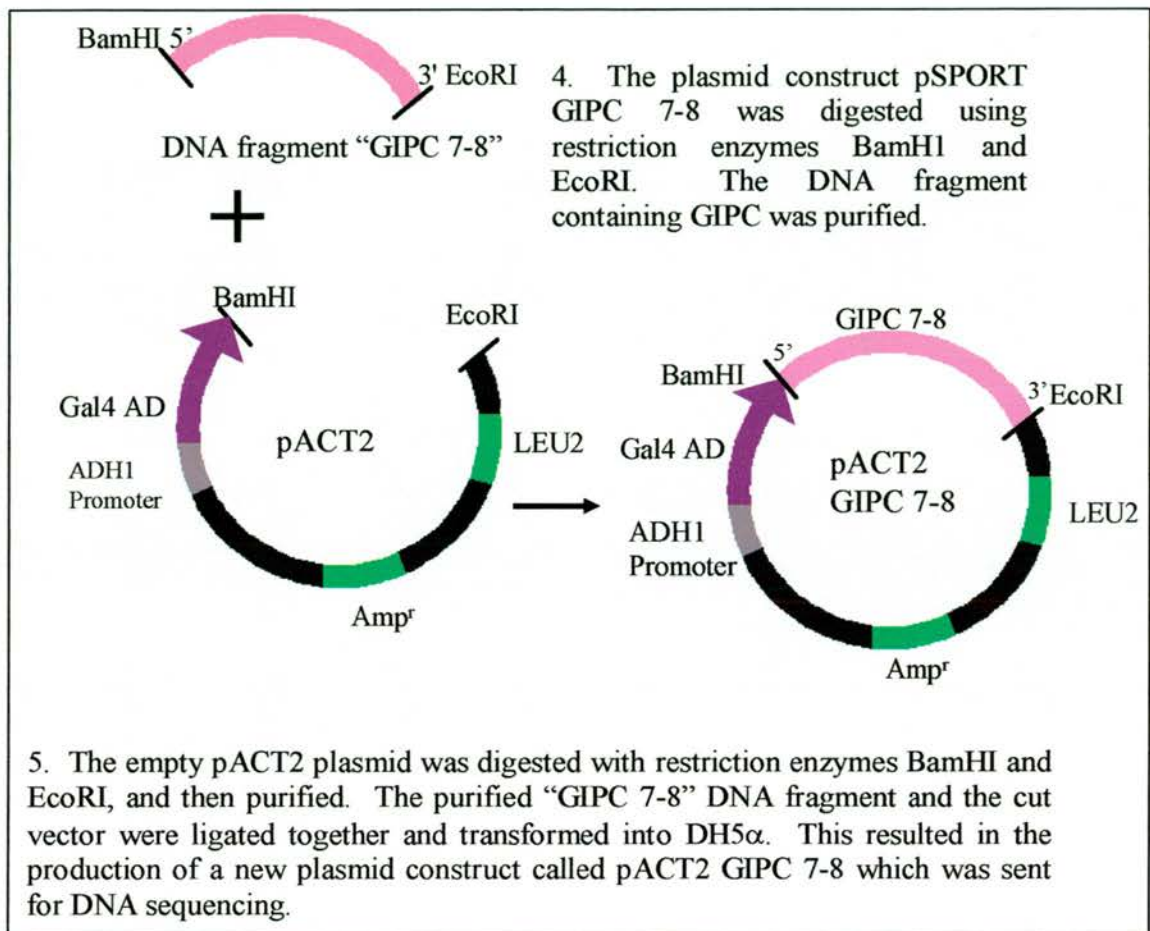 BamHI 5’
3' EcoRI
DNA fragment “GIPC 7-8”
+
4. The plasmid construct pSPORT
GIPC 7-8 was digested using
restriction enzymes BamH1 and
EcoRI. The DNA fragment
containing GIPC was purified.
BamHI
EcoRI
Gal4 AD
pACT2
LEU2
ADH1
Promoter
Ampʳ
GIPC 7-8
5’
BamHI
3’EcoRI
Gal4 AD
pACT2
GIPC 7-8
LEU2
ADH1
Promoter
Ampʳ
5. The empty pACT2 plasmid was digested with restriction enzymes BamHI and
EcoRI, and then purified. The purified “GIPC 7-8” DNA fragment and the cut
vector were ligated together and transformed into DH5α. This resulted in the
production of a new plasmid construct called pACT2 GIPC 7-8 which was sent
for DNA sequencing.